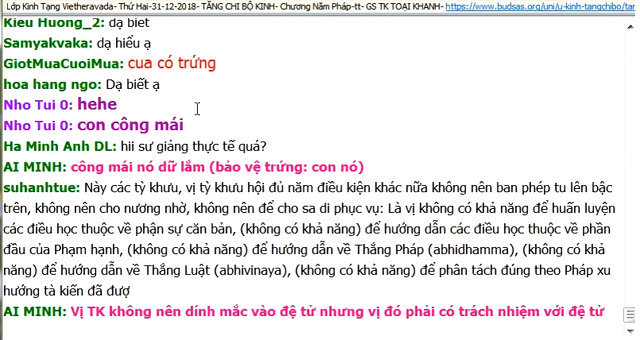 Lớp Kinh Tạng Vietheravada- Thứ Hai-31-12-2018- TĂNG CHI BỘ KINH- Chương Năm Pháp-tt- GS TK TOẠI KHANH- https://www.budsas.org/uni/u-kinh-tangchibo/tar
Kieu Huong_2: dạ biet
Samyakvaka: dạ hiểu ạ
GiotMuaCuoiMua: cua có trứng
hoa hang ngo: Dạ biết ạ
Nho Tui 0: hehe
Nho Tui 0: con công mái
Ha Minh Anh DL: hii sư giảng thực tế quá?
AI MINH: công mái nó dữ lắm (bảo vệ trứng: con nó)
suhanhtue: Này các tỷ khưu, vị tỳ khưu hội đủ năm điều kiện khác nữa không nên ban phép tu lên bậc
trên, không nên cho nương nhờ, không nên để cho sa di phục vụ: Là vị không có khả năng để huấn luyện
các điều học thuộc về phận sự căn bản, (không có khả năng) để hướng dẫn các điều học thuộc về phần
đầu của Phạm hạnh, (không có khả năng) để hướng dẫn về Thắng Pháp (abhidhamma), (không có khả
năng) để hướng dẫn về Thắng Luật (abhivinaya), (không có khả năng) để phân tách đúng theo Pháp xu
hướng tà kiến đã đượ
AI MINH: Vị TK không nên dính mắc vào đệ tử nhưng vị đó phải có trách nhiệm với đệ tử